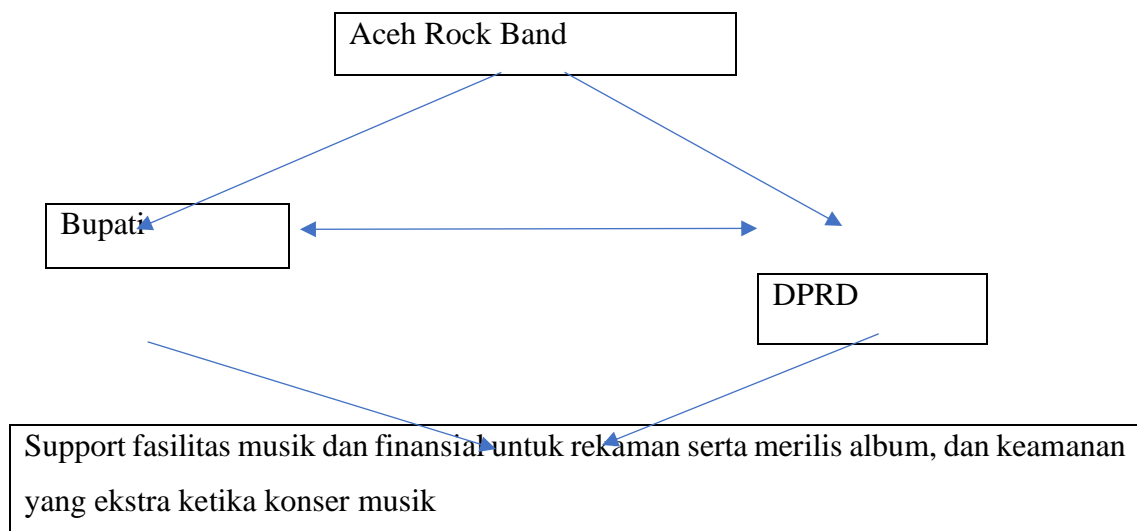 Aceh Rock Band
Bupati
DPRD
Support fasilitas musik dan finansial untuk rekaman serta merilis album, dan keamanan
yang ekstra ketika konser musik